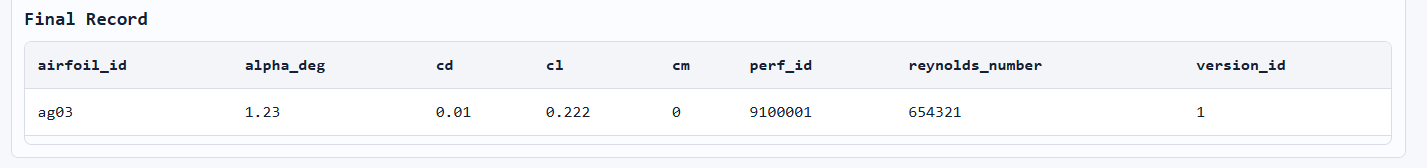 Final Record
airfoil_id alpha_deg cd cl cm perf_id reynolds_number version_id
ag03 1.23 0.01 0.222 0 9100001 654321 1